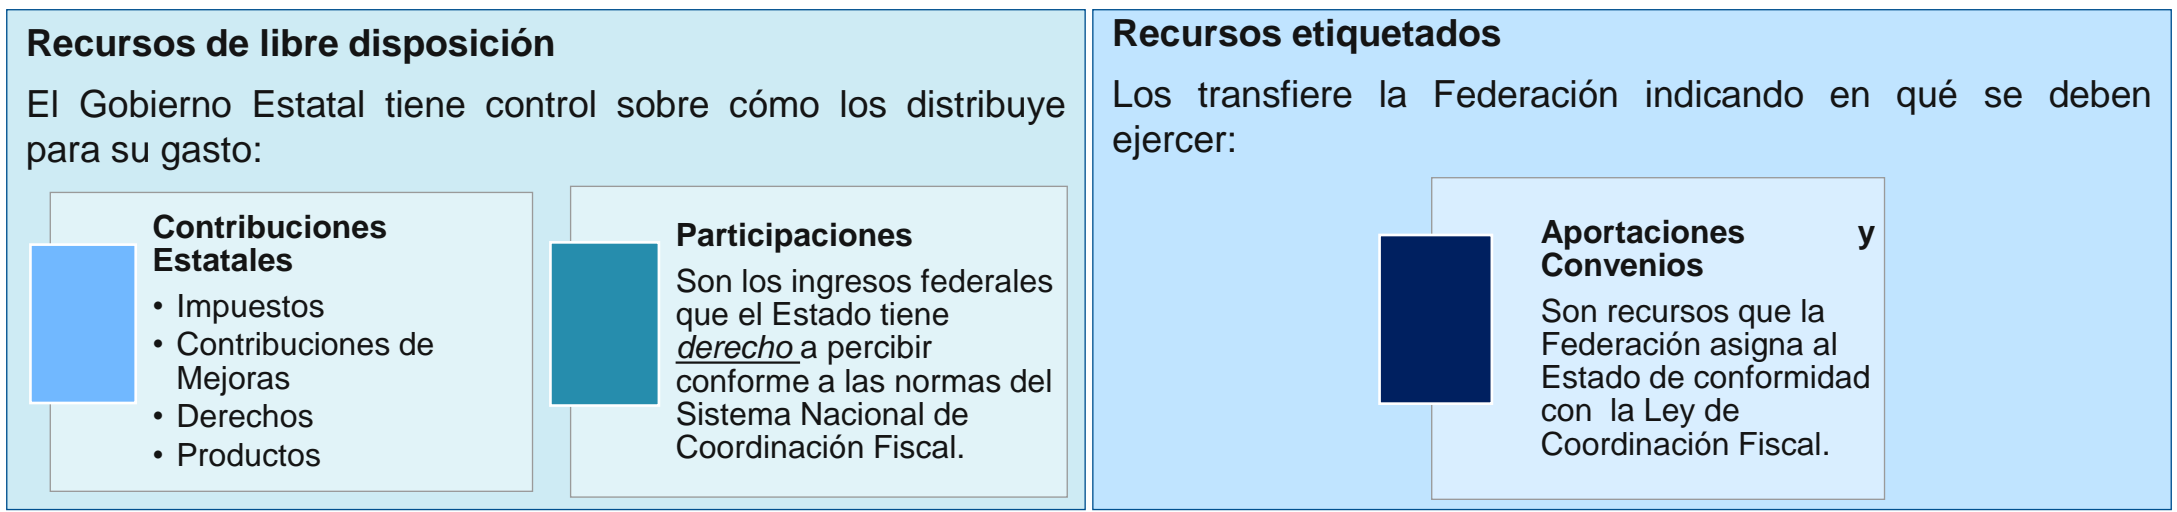 Recursos de libre disposición
El Gobierno Estatal tiene control sobre cómo los distribuye
para su gasto:
Contribuciones
Estatales
• Impuestos
• Contribuciones de
Mejoras
• Derechos
• Productos
Participaciones
Son los ingresos federales
que el Estado tiene
derecho a percibir
conforme a las normas del
Sistema Nacional de
Coordinación Fiscal.
Recursos etiquetados
Los transfiere la Federación indicando en qué se deben
ejercer:
Aportaciones y
Convenios
Son recursos que la
Federación asigna al
Estado de conformidad
con la Ley de
Coordinación Fiscal.